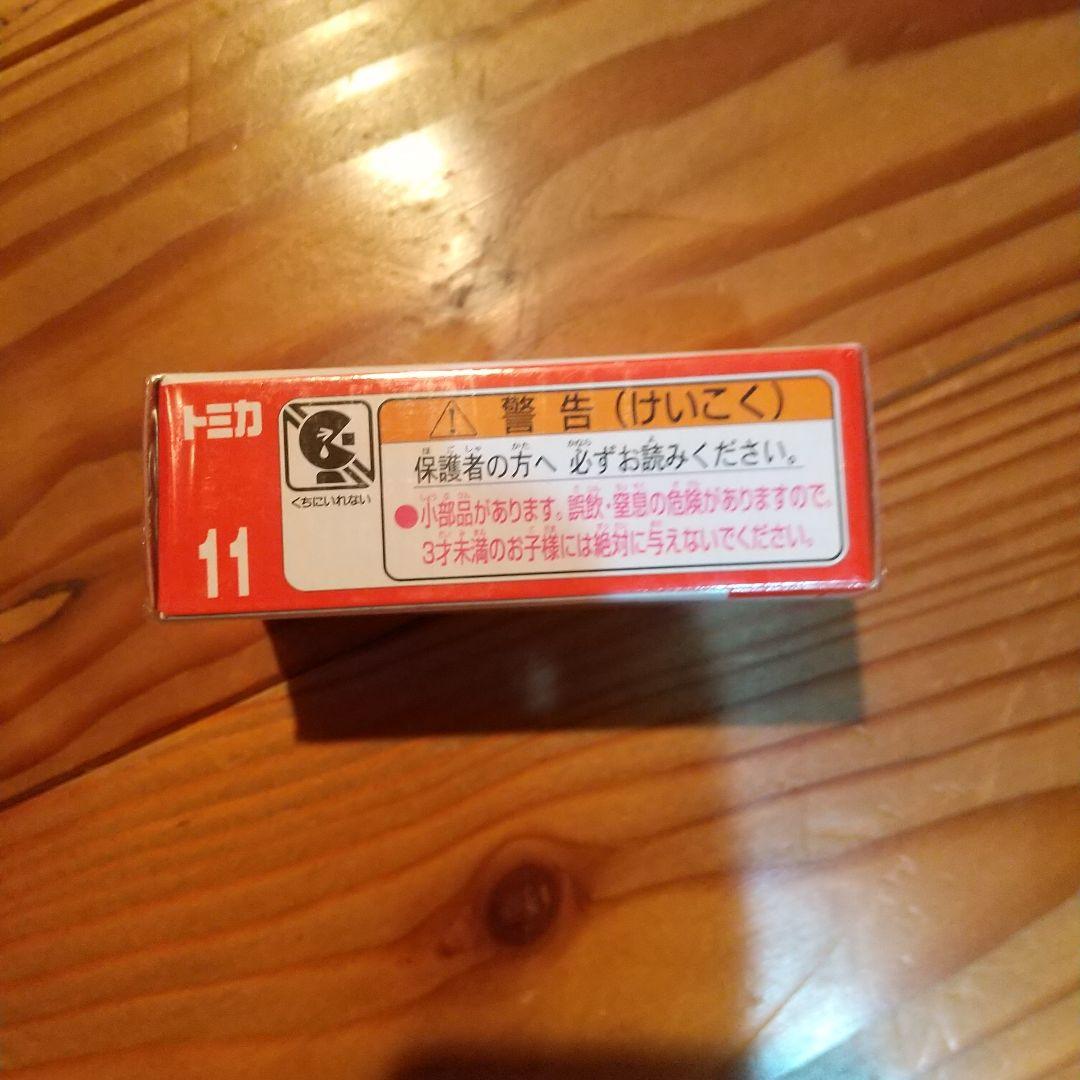 トミカ
11
くちにいれない
警告(けいこく)
保護者の方へ 必ずお読みください。
●小部品があります。誤飲・窒息の危険がありますので、
3才未満のお子様には絶対に与えないでください。